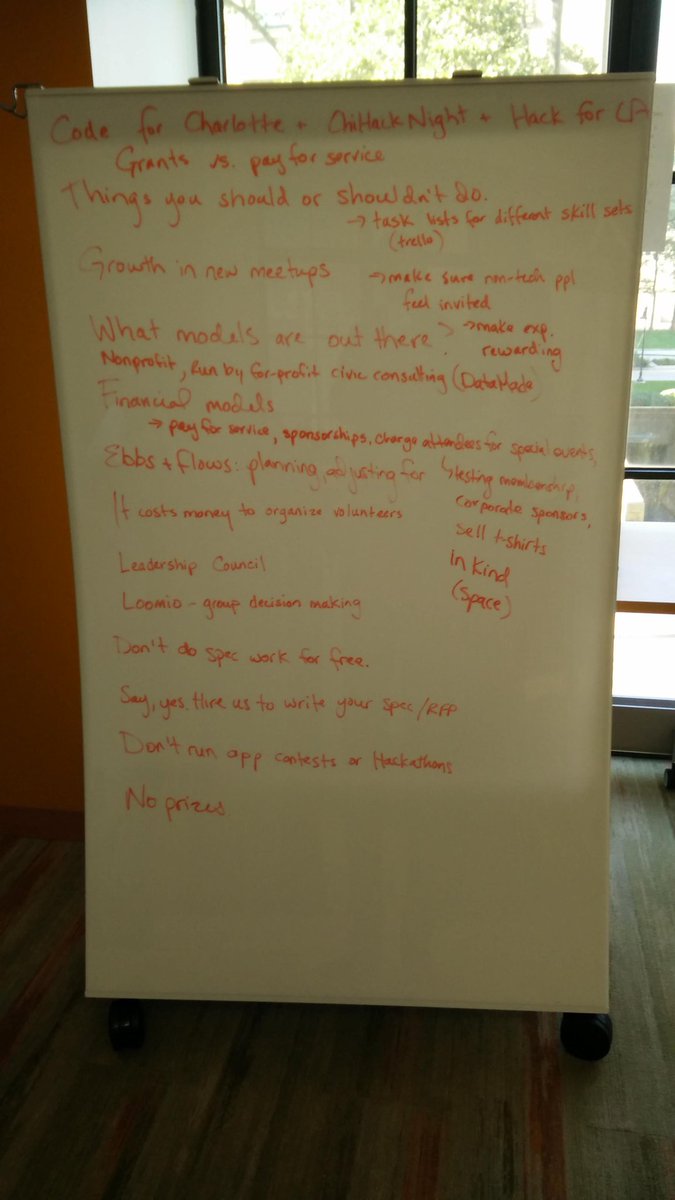 Code for Charlotte + ChiHackNight + Hack for LA
Grants vs. pay for service
Things you should or shouldn't do.
→ task lists for different skill sets
(trello)
Growth in new meetups
→ make sure non-tech ppl
feel invited
What models are out there?
→ make exp.
rewarding
Nonprofit, Run by for-profit civic consulting (DataMade)
Financial models
→ pay for service, sponsorships, charge attendees for special events,
Ebbs + flows: planning, adjusting for
↳ testing membership,
corporate sponsors,
sell t-shirts
in kind
(space)
It costs money to organize volunteers
Leadership Council
Loomio - group decision making
Don't do spec work for free.
Say, yes. Hire us to write your spec/RFP
Don't run app contests or Hackathons
No prizes